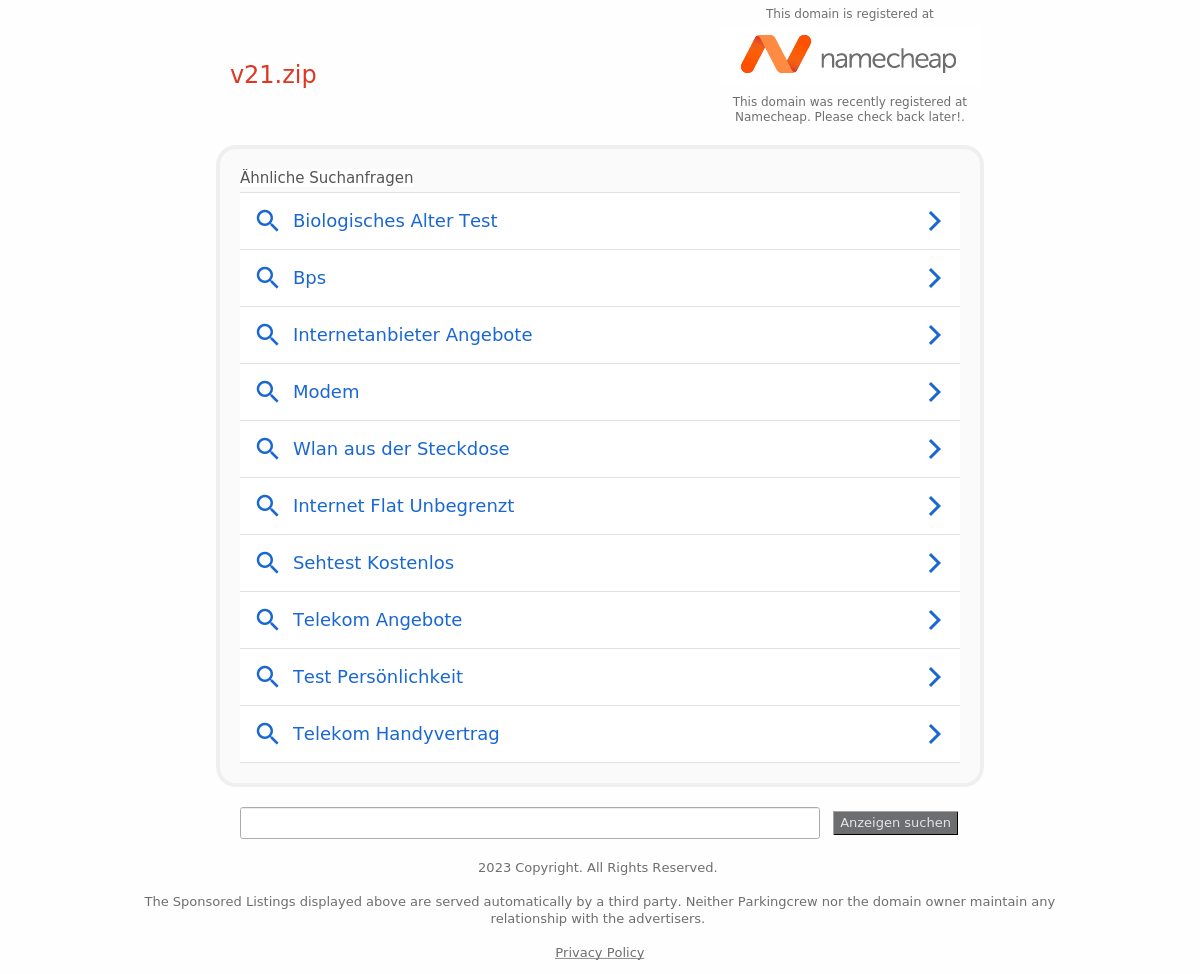 This domain is registered at
namecheap
v21.zip
This domain was recently registered at
Namecheap. Please check back later!.
Ähnliche Suchanfragen
Biologisches Alter Test
Bps
Internetanbieter Angebote
Modem
Wlan aus der Steckdose
Internet Flat Unbegrenzt
Sehtest Kostenlos
Telekom Angebote
Test Persönlichkeit
Telekom Handyvertrag
Anzeigen suchen
2023 Copyright. All Rights Reserved.
The Sponsored Listings displayed above are served automatically by a third party. Neither Parkingcrew nor the domain owner maintain any
relationship with the advertisers.
Privacy Policy